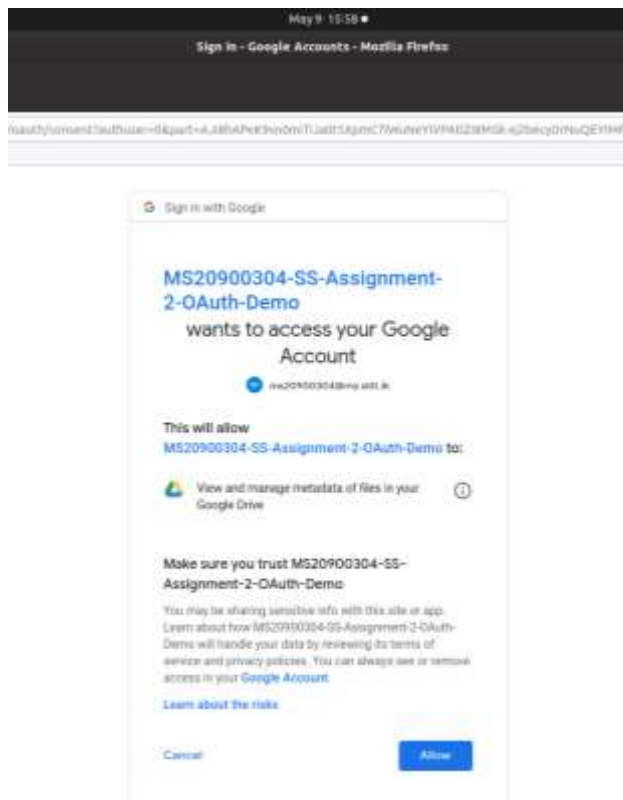 May 9 15:58
Sign in - Google Accounts - Mozilla Firefox
Sign in with Google
MS20900304-SS-Assignment-
2-OAuth-Demo
wants to access your Google
Account
This will allow
MS20900304-SS-Assignment-2-OAuth-Demo to:
View and manage metadata of files in your
Google Drive
Make sure you trust MS20900304-SS-
Assignment-2-OAuth-Demo
You may be sharing sensitive info with this site or app.
Learn about how MS20900304-SS-Assignment-2-OAuth-
Demo will handle your data by reviewing its terms of
service and privacy policies. You can always see or remove
access in your Google Account.
Learn about the risks
Cancel
Allow